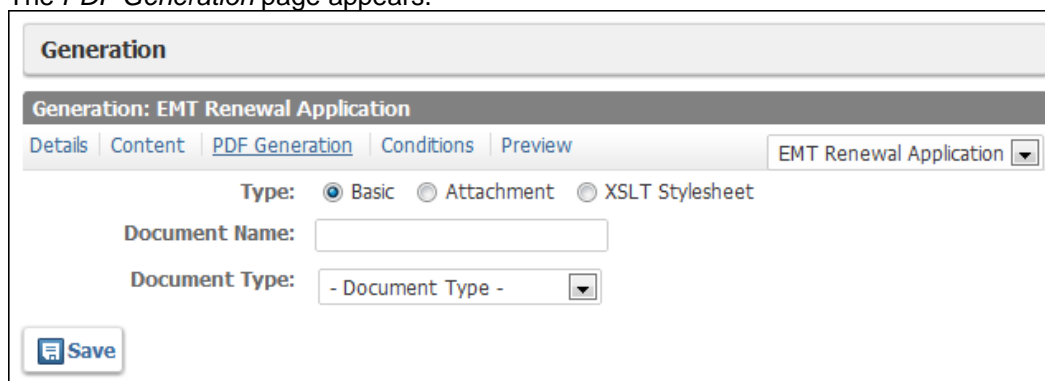 The PDF Generation page appears.
Generation
Generation: EMT Renewal Application
Details Content PDF Generation Conditions Preview EMT Renewal Application
Type: Basic Attachment XSLT Stylesheet
Document Name:
Document Type: - Document Type -
Save